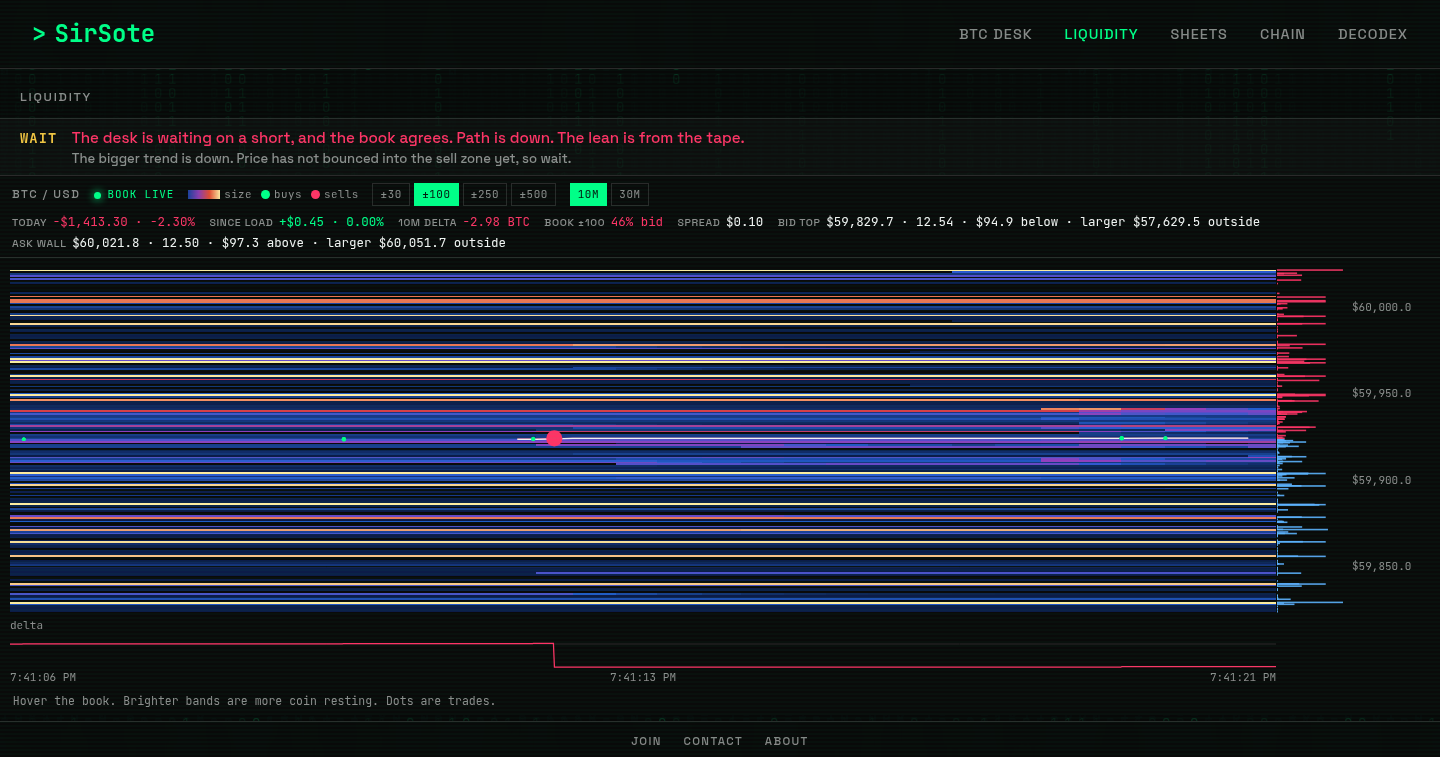 > SirSote
BTC DESK LIQUIDITY SHEETS CHAIN DECODEX
LIQUIDITY
WAIT The desk is waiting on a short, and the book agrees. Path is down. The lean is from the tape.
The bigger trend is down. Price has not bounced into the sell zone yet, so wait.
BTC / USD BOOK LIVE size buys sells ±30 ±100 ±250 ±500 10M 30M
TODAY -$1,413.30 · -2.30% SINCE LOAD +$0.45 · 0.00% 10M DELTA -2.98 BTC BOOK ±100 46% bid SPREAD $0.10 BID TOP $59,829.7 · 12.54 · $94.9 below · larger $57,629.5 outside
ASK WALL $60,021.8 · 12.50 · $97.3 above · larger $60,051.7 outside
$60,000.0
$59,950.0
$59,900.0
$59,850.0
delta
7:41:06 PM 7:41:13 PM 7:41:21 PM
Hover the book. Brighter bands are more coin resting. Dots are trades.
JOIN CONTACT ABOUT